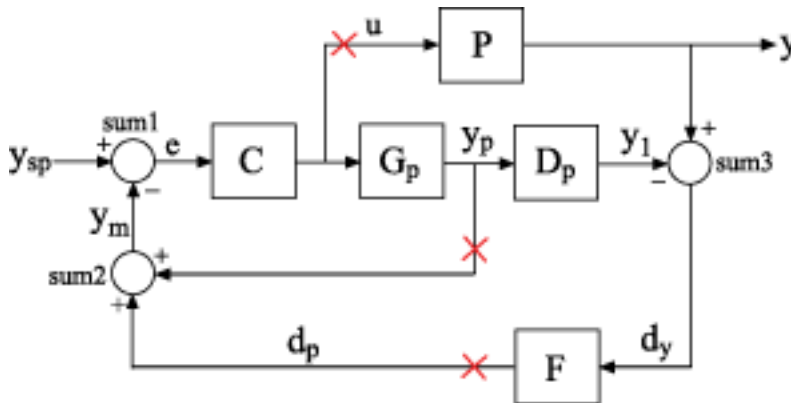 u
P
y
sum1
y_sp
+
e
C
G_p
y_p
D_p
y_1
+
sum3
−
−
y_m
sum2
+
+
d_p
F
d_y